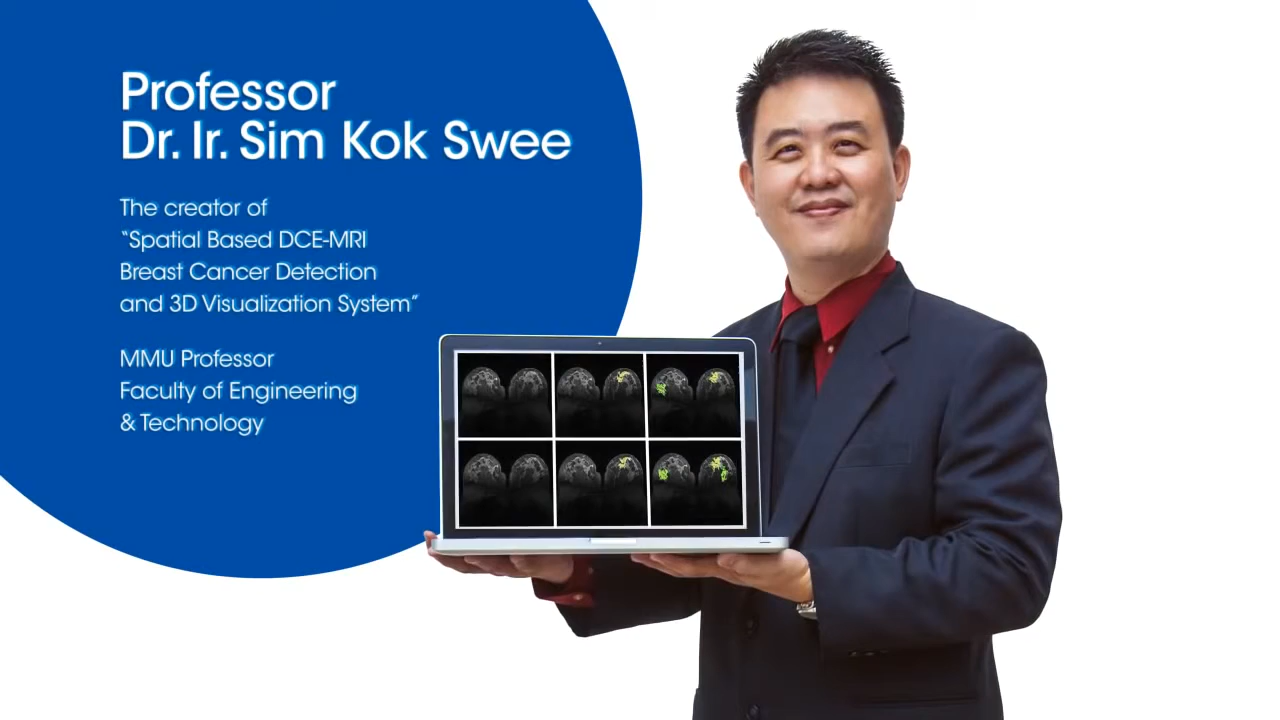 Professor
Dr. Ir. Sim Kok Swee
The creator of
“Spatial Based DCE-MRI
Breast Cancer Detection
and 3D Visualization System”
MMU Professor
Faculty of Engineering
& Technology